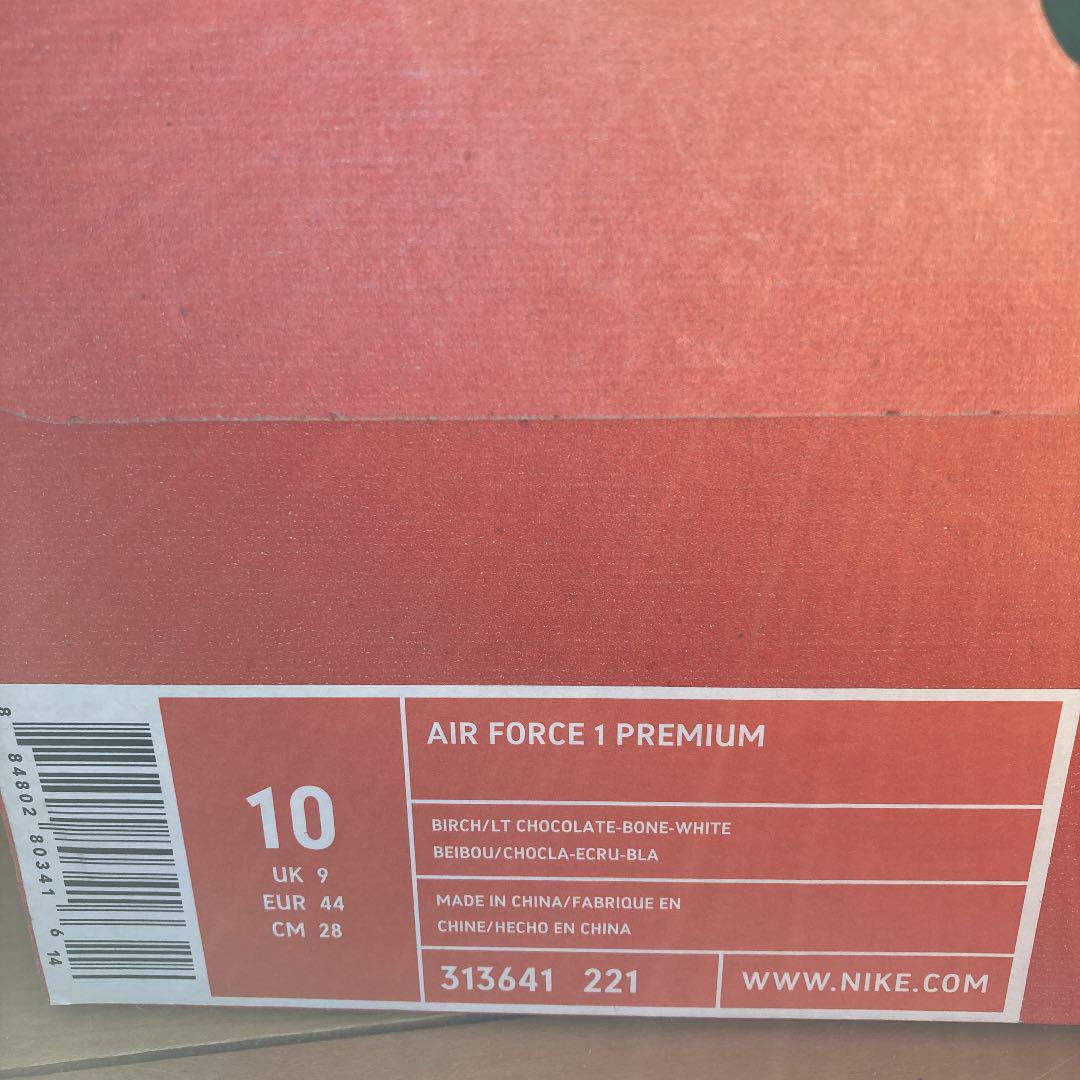 8 84802 80341 6 14
10
UK 9
EUR 44
CM 28
AIR FORCE 1 PREMIUM
BIRCH/LT CHOCOLATE-BONE-WHITE
BEIBOU/CHOCLA-ECRU-BLA
MADE IN CHINA/FABRIQUE EN
CHINE/HECHO EN CHINA
313641 221
WWW.NIKE.COM